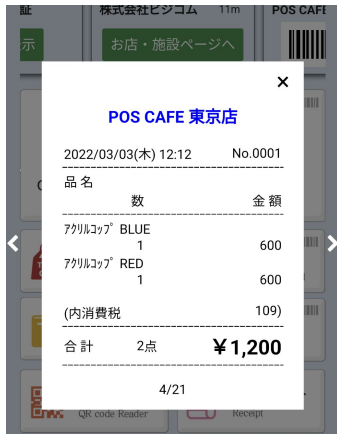 証
株式会社ビジコム 11m
POS CAFE
示
お店・施設ページへ
×
POS CAFE 東京店
2022/03/03(木) 12:12 No.0001
品 名
数 金 額
ｱｸﾘﾙｺｯﾌﾟ BLUE
1 600
ｱｸﾘﾙｺｯﾌﾟ RED
1 600
(内消費税 109)
合 計 2点 ￥1,200
4/21
QR code Reader
Receipt